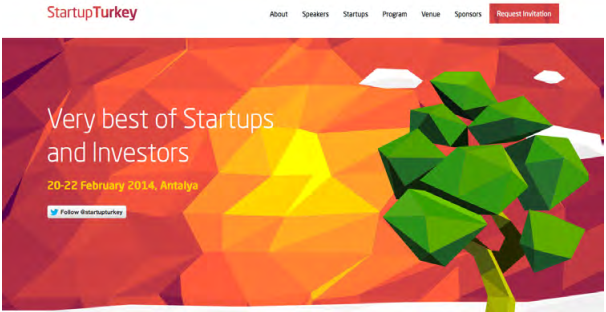 StartupTurkey
About Speakers Startups Program Venue Sponsors Request Invitation
Very best of Startups
and Investors
20-22 February 2014, Antalya
Follow @startupturkey